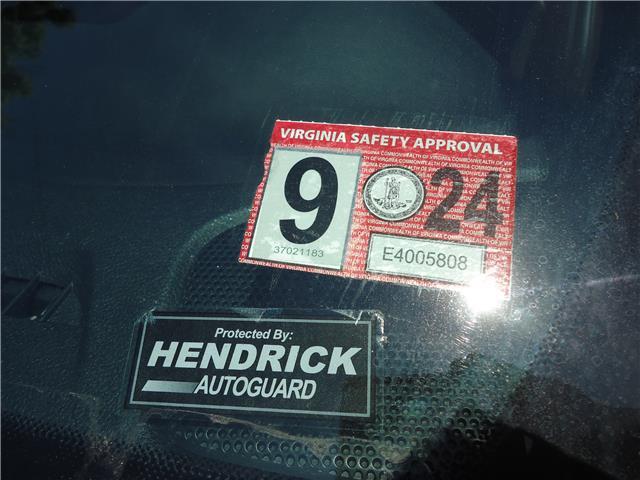 VIRGINIA SAFETY APPROVAL
9
24
37021183
E4005808
Protected By:
HENDRICK
AUTOGUARD